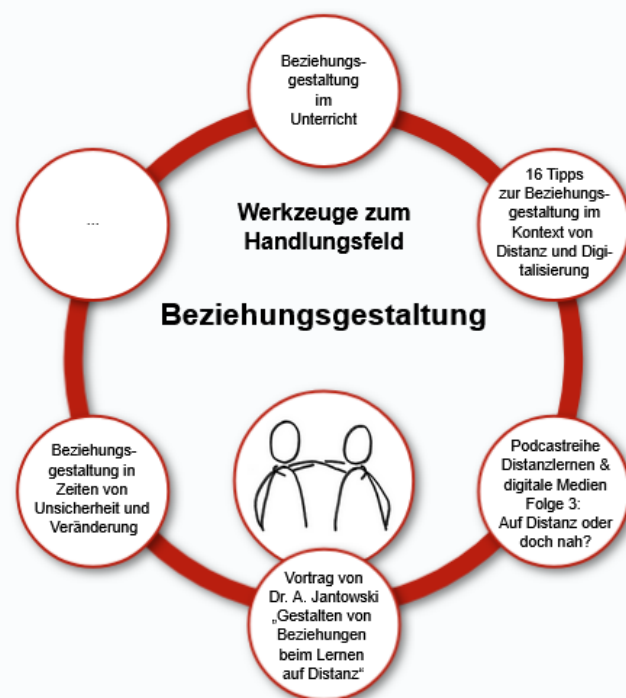 Beziehungs-
gestaltung
im
Unterricht
16 Tipps
zur Beziehungs-
gestaltung im
Kontext von
Distanz und Digi-
talisierung
...
Werkzeuge zum
Handlungsfeld
Beziehungsgestaltung
Beziehungs-
gestaltung in
Zeiten von
Unsicherheit und
Veränderung
Podcastreihe
Distanzlernen &
digitale Medien
Folge 3:
Auf Distanz oder
doch nah?
Vortrag von
Dr. A. Jantowski
„Gestalten von
Beziehungen
beim Lernen
auf Distanz“